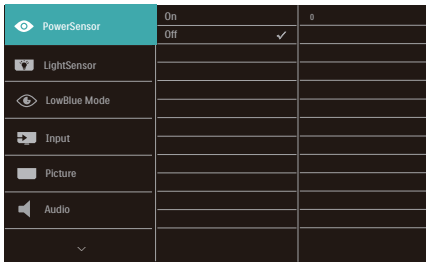 PowerSensor
On
0
Off
LightSensor
LowBlue Mode
Input
Picture
Audio